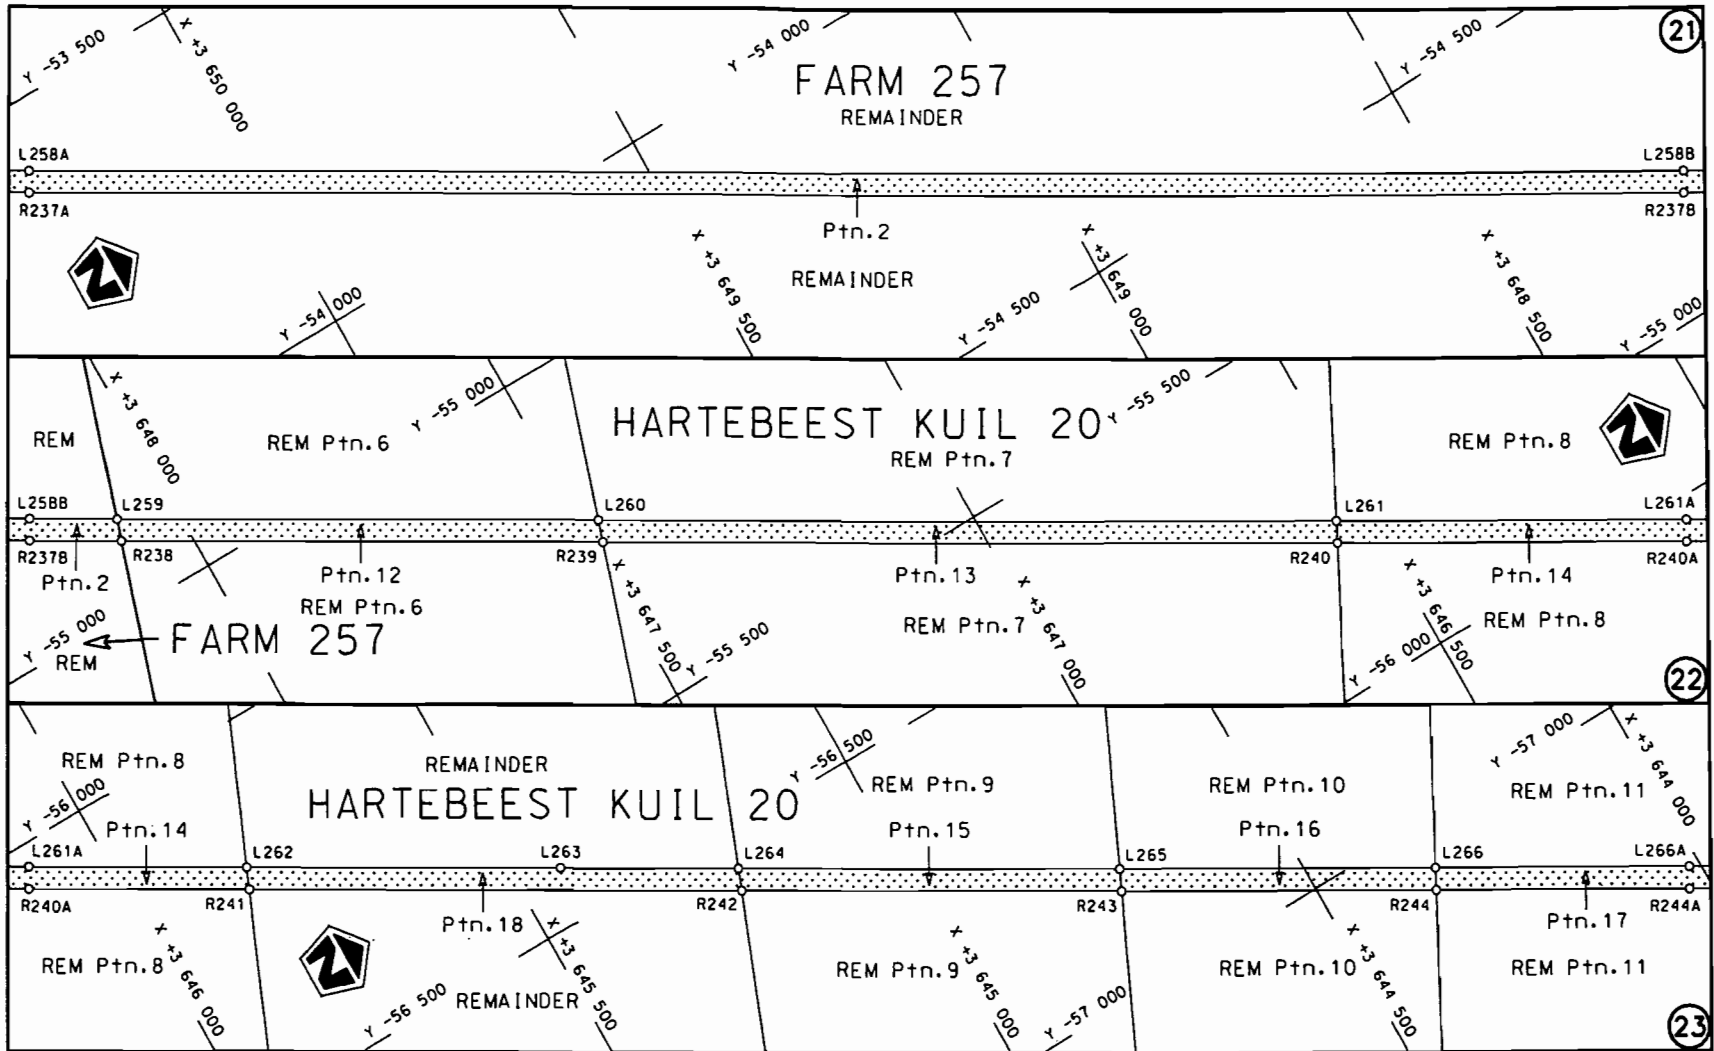 21
Y -53 500
X +3 650 000
Y -54 000
Y -54 500
FARM 257
REMAINDER
L258A
L258B
R237A
R237B
Ptn.2
REMAINDER
Y -54 000
X +3 649 500
Y -54 500
X +3 649 000
X +3 648 500
Y -55 000
X +3 648 000
Y -55 000
Y -55 500
HARTEBEEST KUIL 20
REM
REM Ptn.6
REM Ptn.7
REM Ptn.8
L258B
L259
L260
L261
L261A
R237B
R238
R239
R240
R240A
Ptn.2
Ptn.12
Ptn.13
Ptn.14
REM Ptn.6
REM Ptn.7
REM Ptn.8
Y -55 000
FARM 257
REM
X +3 647 500
Y -55 500
X +3 647 000
Y -56 000
X +3 646 500
22
REM Ptn.8
REMAINDER
Y -56 500
Y -57 000
X +3 644 000
REM Ptn.9
REM Ptn.10
REM Ptn.11
Y -56 000
HARTEBEEST KUIL 20
Ptn.14
Ptn.15
Ptn.16
L261A
L262
L263
L264
L265
L266
L266A
R240A
R241
R242
R243
R244
R244A
Ptn.18
Ptn.17
REM Ptn.8
X +3 646 000
Y -56 500
REMAINDER
X +3 645 500
REM Ptn.9
X +3 645 000
Y -57 000
REM Ptn.10
X +3 644 500
REM Ptn.11
23